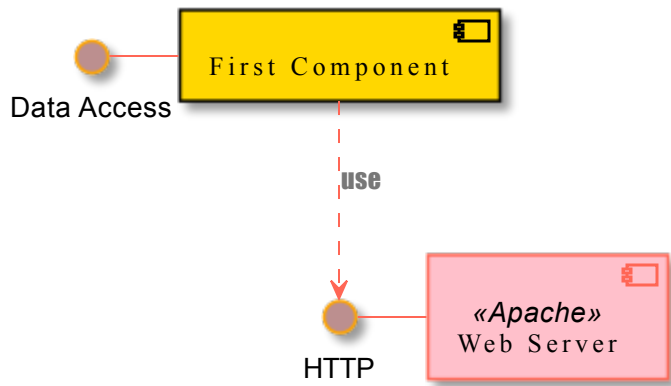 First Component
Data Access
use
«Apache»
Web Server
HTTP